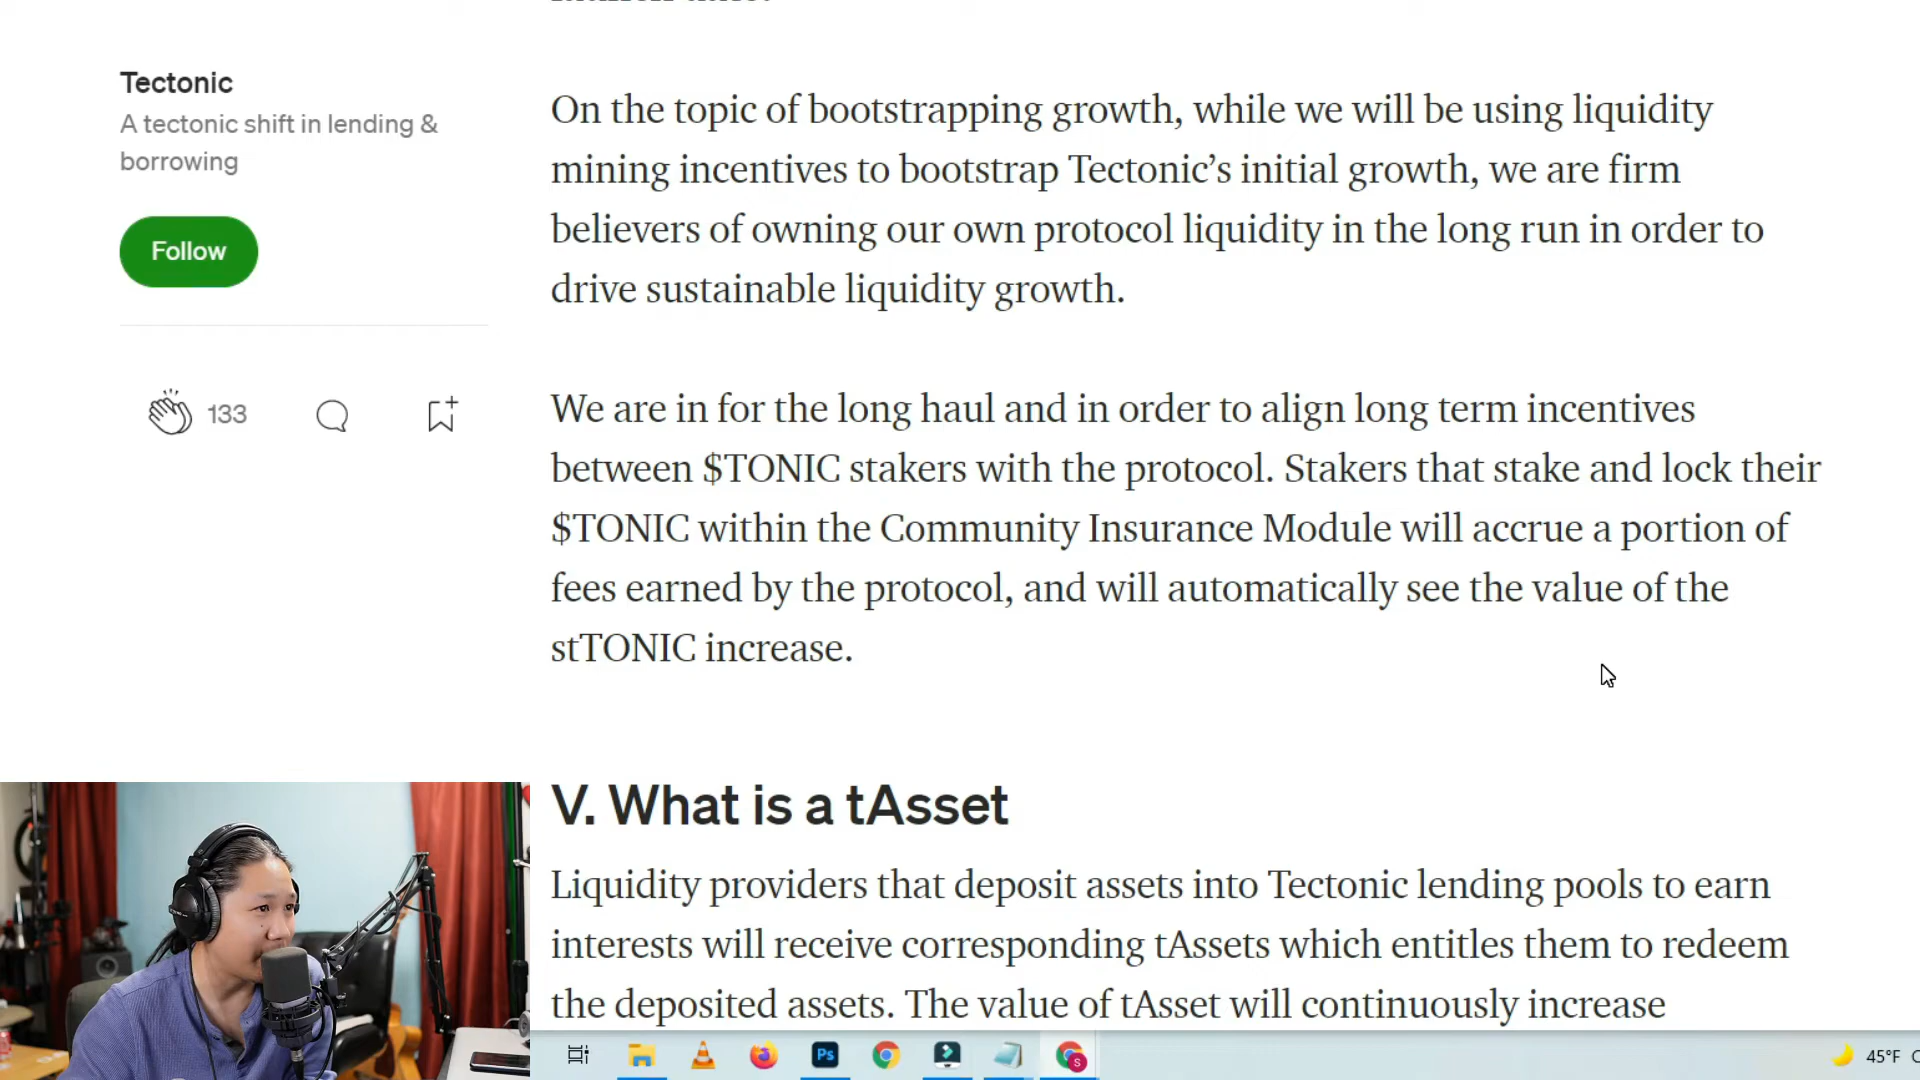 Tectonic
A tectonic shift in lending &
borrowing
Follow
133
On the topic of bootstrapping growth, while we will be using liquidity
mining incentives to bootstrap Tectonic’s initial growth, we are firm
believers of owning our own protocol liquidity in the long run in order to
drive sustainable liquidity growth.
We are in for the long haul and in order to align long term incentives
between $TONIC stakers with the protocol. Stakers that stake and lock their
$TONIC within the Community Insurance Module will accrue a portion of
fees earned by the protocol, and will automatically see the value of the
stTONIC increase.
V. What is a tAsset
Liquidity providers that deposit assets into Tectonic lending pools to earn
interests will receive corresponding tAssets which entitles them to redeem
the deposited assets. The value of tAsset will continuously increase
Ps
S
45°F